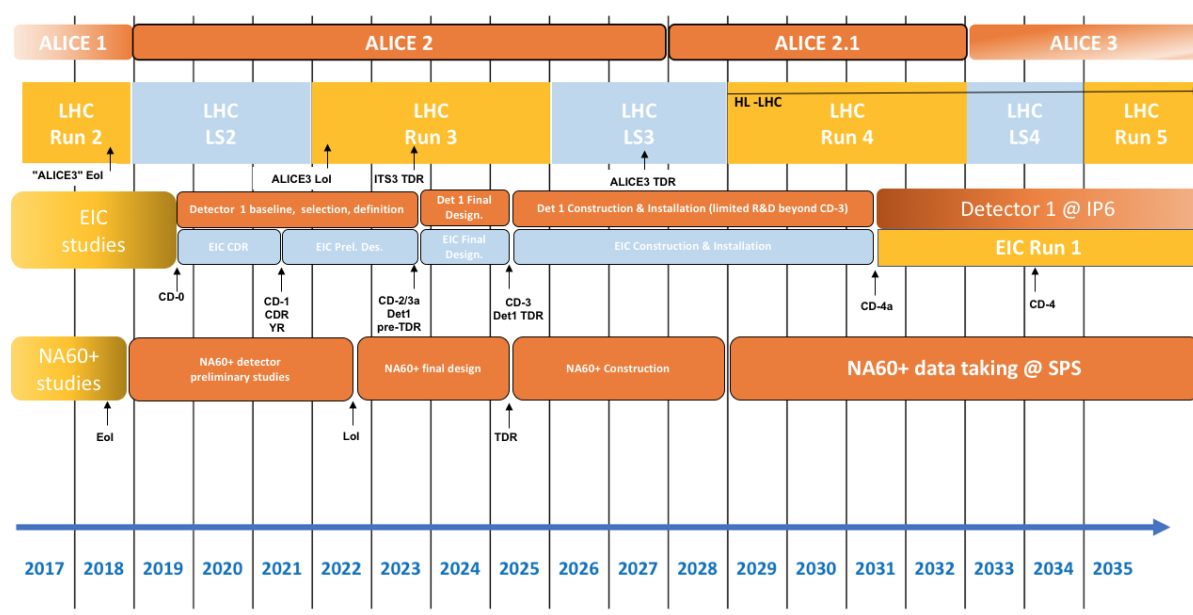 ALICE 1
ALICE 2
ALICE 2.1
ALICE 3
LHC
Run 2
LHC
LS2
LHC
Run 3
LHC
LS3
HL -LHC
LHC
Run 4
LHC
LS4
LHC
Run 5
"ALICE3" EoI
ALICE3 LoI
ITS3 TDR
ALICE3 TDR
EIC
studies
Detector 1 baseline, selection, definition
Det 1 Final
Design.
Det 1 Construction & Installation (limited R&D beyond CD-3)
Detector 1 @ IP6
EIC CDR
EIC Prel. Des.
EIC Final
Design.
EIC Construction & Installation
EIC Run 1
CD-0
CD-1
CDR
YR
CD-2/3a
Det1
pre-TDR
CD-3
Det1 TDR
CD-4a
CD-4
NA60+
studies
NA60+ detector
preliminary studies
NA60+ final design
NA60+ Construction
NA60+ data taking @ SPS
EoI
LoI
TDR
2017 2018 2019 2020 2021 2022 2023 2024 2025 2026 2027 2028 2029 2030 2031 2032 2033 2034 2035